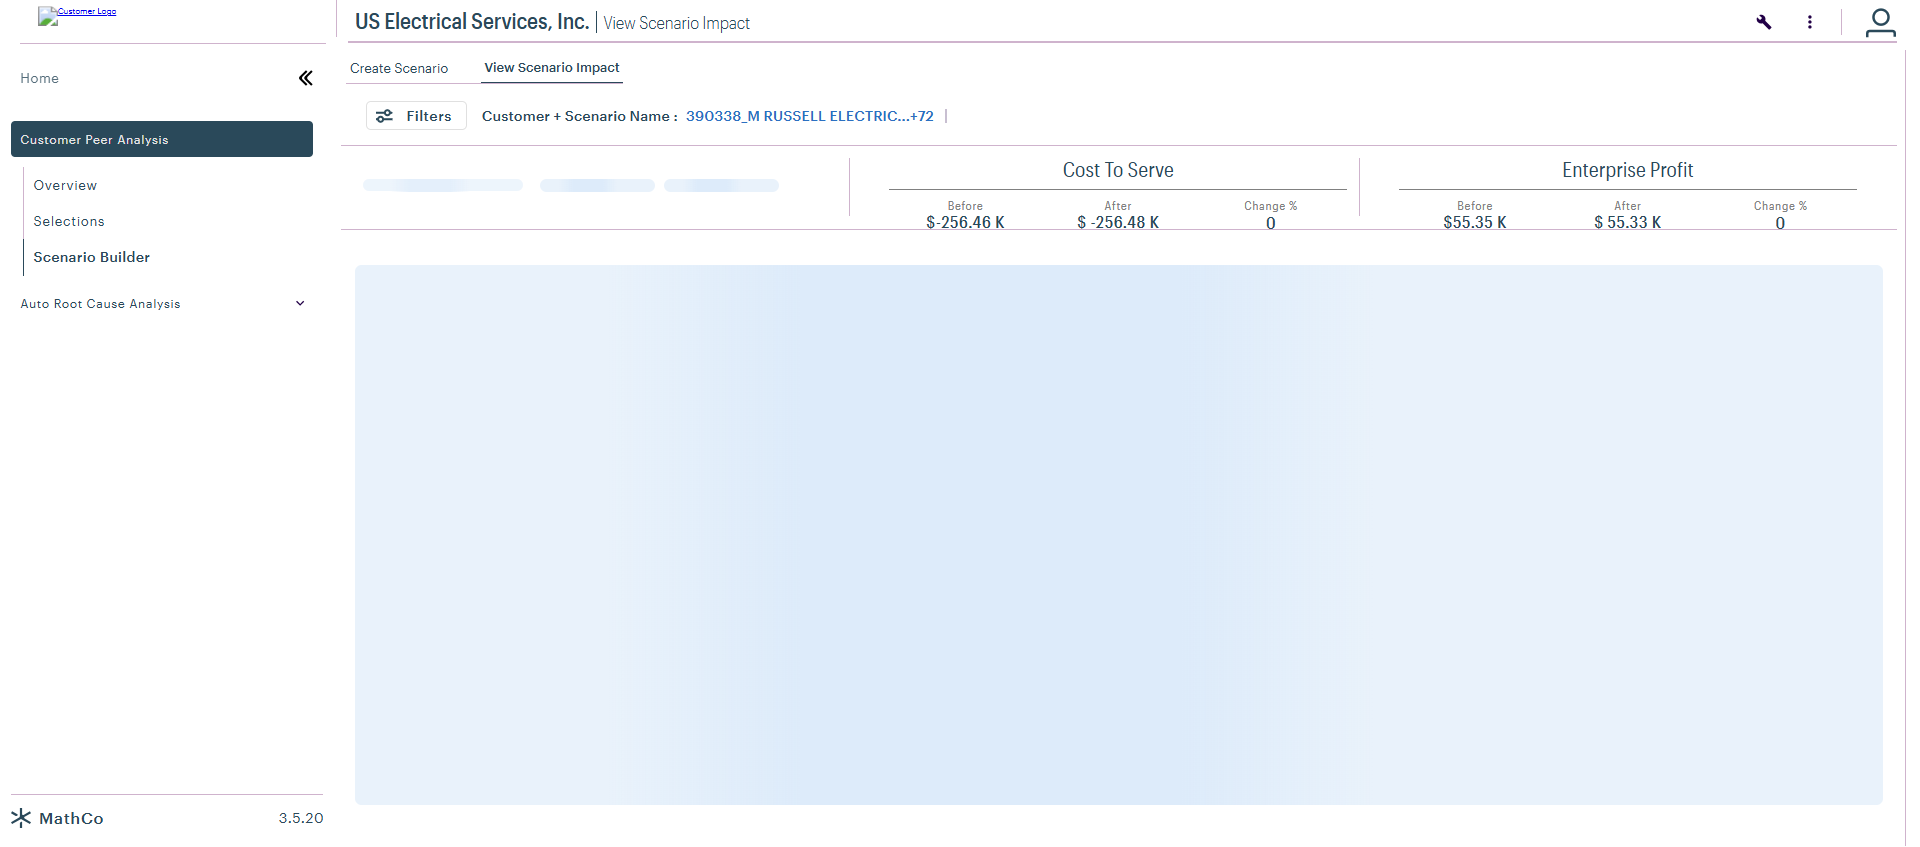 Customer Logo
US Electrical Services, Inc. | View Scenario Impact
Home
Create Scenario
View Scenario Impact
Filters
Customer + Scenario Name : 390338_M RUSSELL ELECTRIC...+72 |
Customer Peer Analysis
Overview
Selections
Scenario Builder
Auto Root Cause Analysis
Cost To Serve
Before
After
Change %
$-256.46 K
$ -256.48 K
0
Enterprise Profit
Before
After
Change %
$55.35 K
$ 55.33 K
0
MathCo
3.5.20